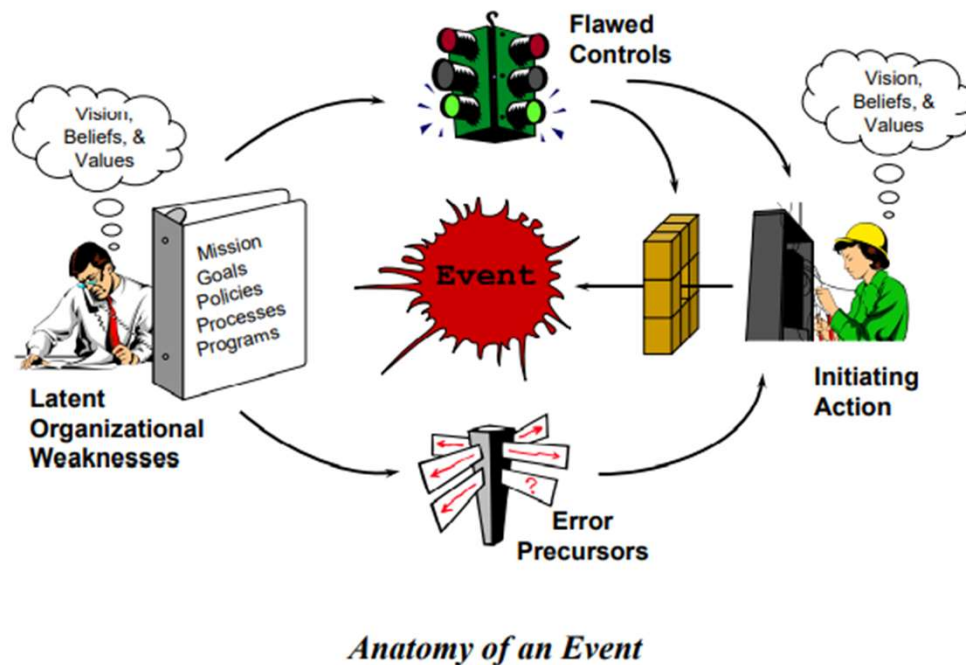 Flawed
Controls
Vision,
Beliefs, &
Values
Vision,
Beliefs, &
Values
Mission
Goals
Policies
Processes
Programs
Event
Latent
Organizational
Weaknesses
Initiating
Action
?
Error
Precursors
Anatomy of an Event